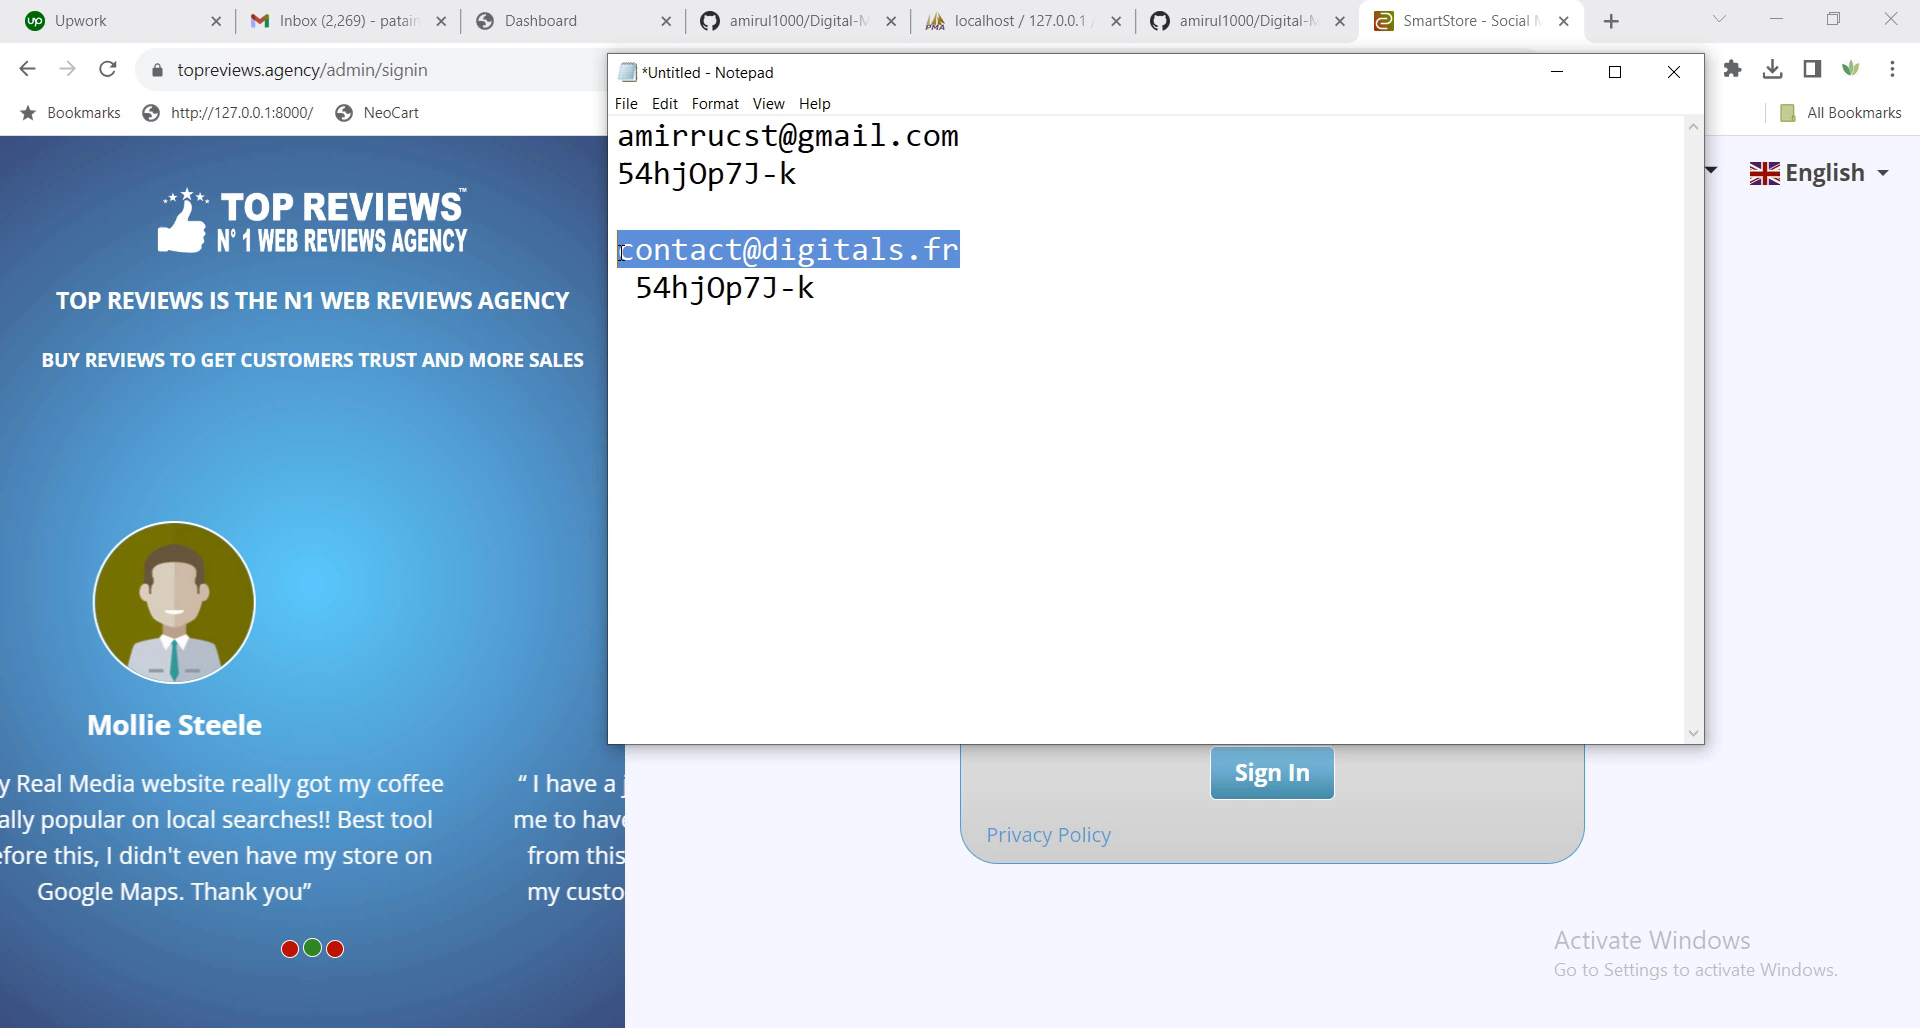 Upwork
Inbox (2,269) - patain
Dashboard
amirul1000/Digital-M
localhost / 127.0.0.1 /
amirul1000/Digital-M
SmartStore - Social M
topreviews.agency/admin/signin
Bookmarks
http://127.0.0.1:8000/
NeoCart
All Bookmarks
*Untitled - Notepad
File Edit Format View Help
amirrucst@gmail.com
54hjOp7J-k
contact@digitals.fr
54hjOp7J-k
English
TOP REVIEWS™
N° 1 WEB REVIEWS AGENCY
TOP REVIEWS IS THE N1 WEB REVIEWS AGENCY
BUY REVIEWS TO GET CUSTOMERS TRUST AND MORE SALES
Mollie Steele
y Real Media website really got my coffee
ally popular on local searches!! Best tool
efore this, I didn't even have my store on
Google Maps. Thank you”
“ I have a j
me to have
from this
my custo
Sign In
Privacy Policy
Activate Windows
Go to Settings to activate Windows.